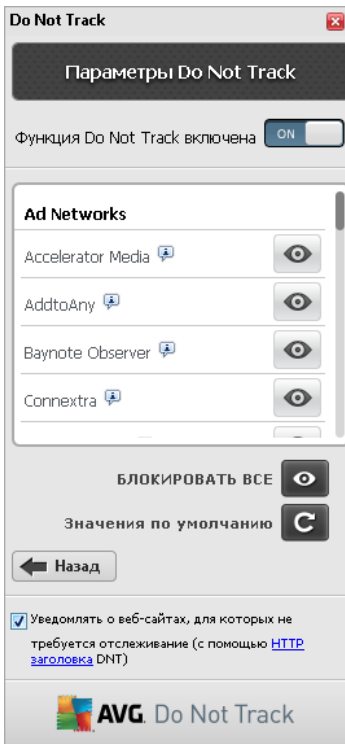 Do Not Track
Параметры Do Not Track
Функция Do Not Track включена ON
Ad Networks
Accelerator Media
AddtoAny
Baynote Observer
Connextra
БЛОКИРОВАТЬ ВСЕ
Значения по умолчанию
Назад
Уведомлять о веб-сайтах, для которых не
требуется отслеживание (с помощью HTTP
заголовка DNT)
AVG. Do Not Track